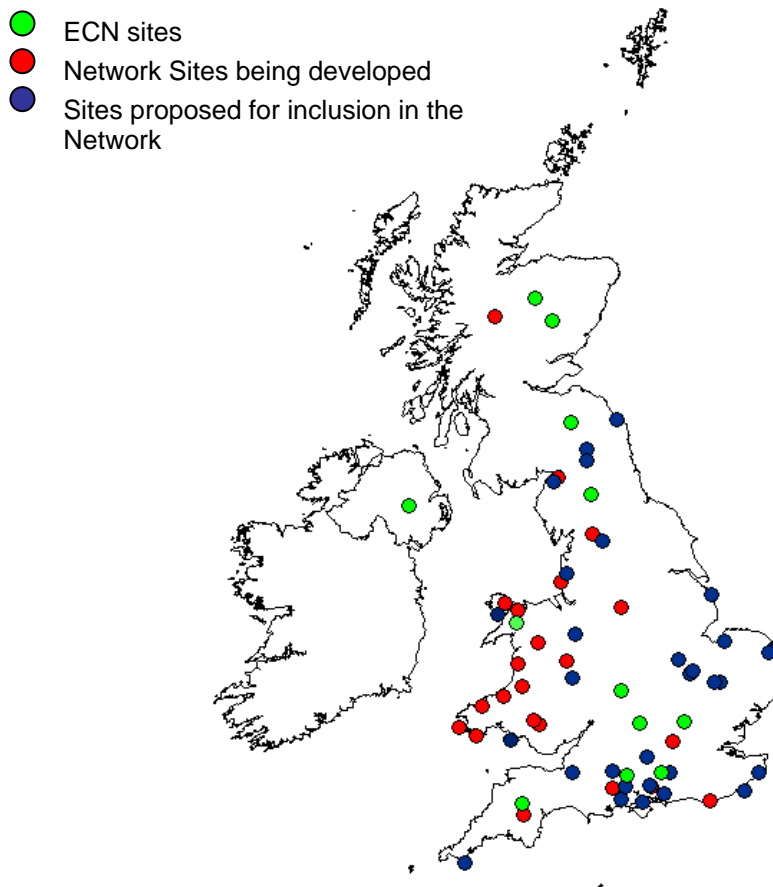 ECN sites
Network Sites being developed
Sites proposed for inclusion in the
Network